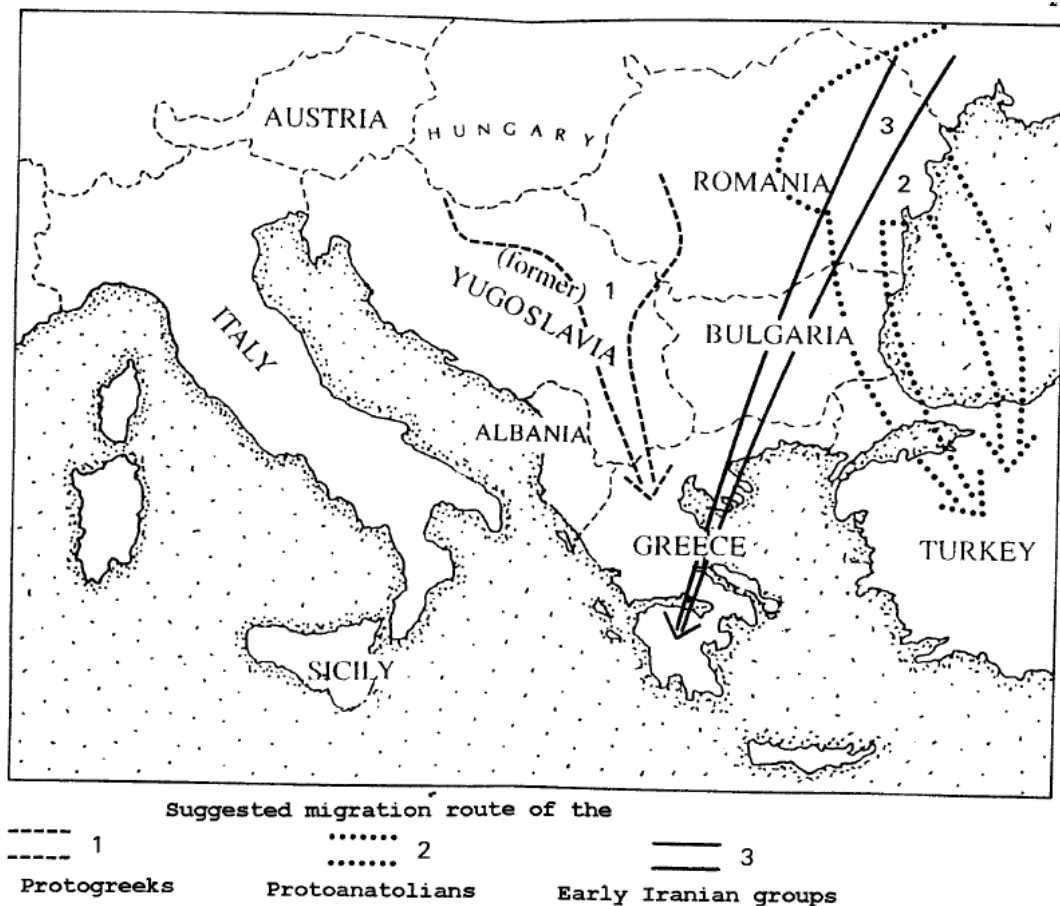 AUSTRIA
HUNGARY
3
ROMANIA
2
(former)
YUGOSLAVIA
1
ITALY
BULGARIA
ALBANIA
GREECE
TURKEY
SICILY
Suggested migration route of the
1
2
3
Protogreeks
Protoanatolians
Early Iranian groups